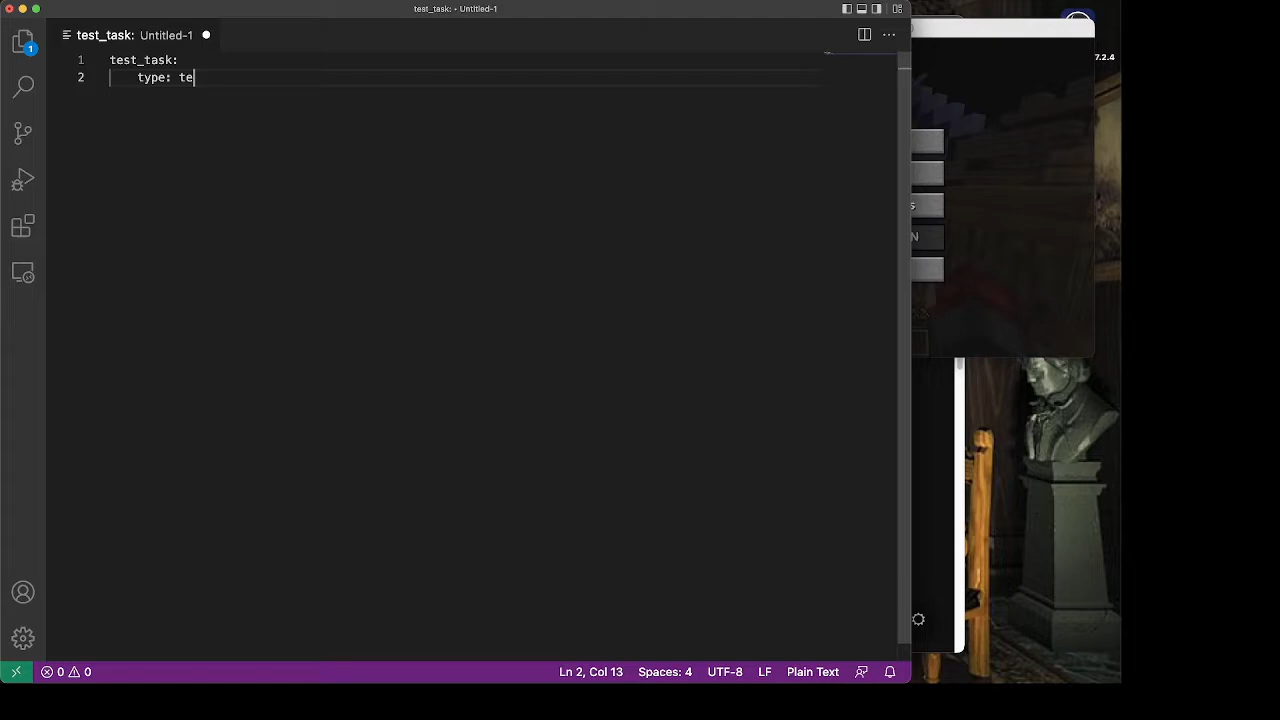 test_task: • Untitled-1
test_task: Untitled-1
7.2.4
1
1 test_task:
2 type: te
s
N
0 0
Ln 2, Col 13
Spaces: 4
UTF-8
LF
Plain Text